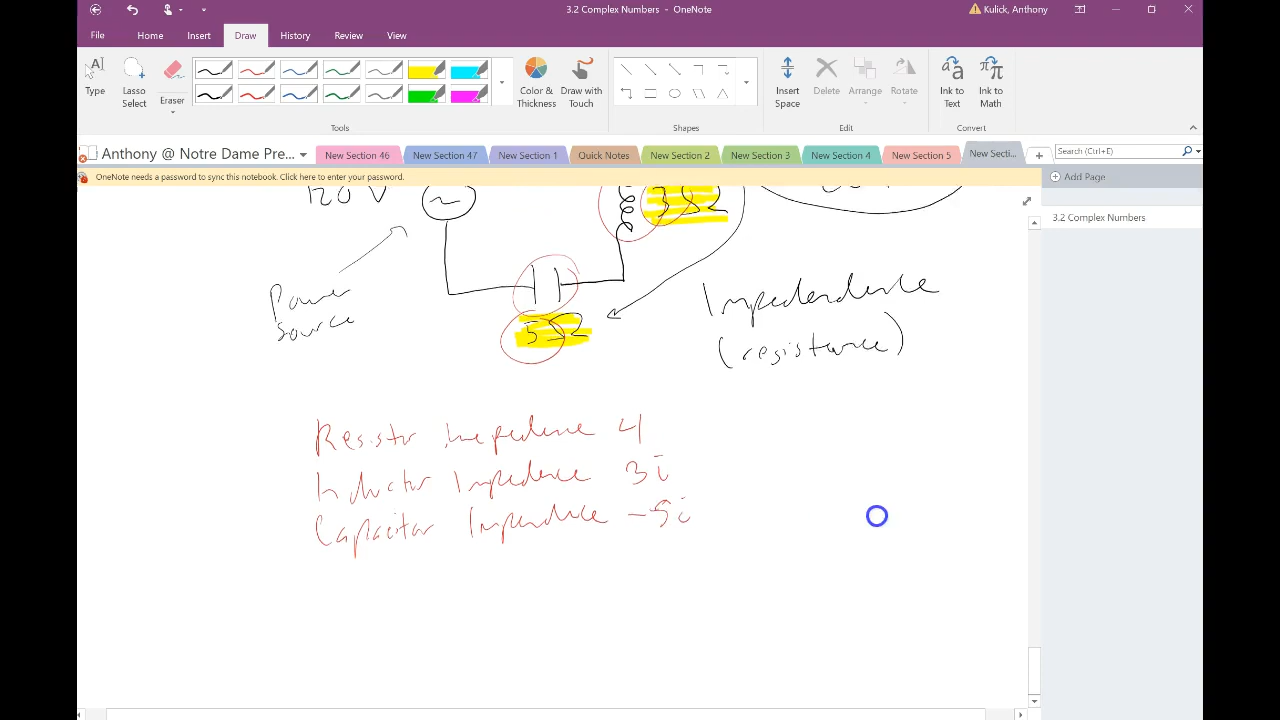 3.2 Complex Numbers - OneNote
Kulick, Anthony
File Home Insert Draw History Review View
Type
Lasso Select
Eraser
Color & Thickness
Draw with Touch
Insert Space
Delete
Arrange
Rotate
Ink to Text
Ink to Math
Tools
Shapes
Edit
Convert
Anthony @ Notre Dame Pre...
New Section 46
New Section 47
New Section 1
Quick Notes
New Section 2
New Section 3
New Section 4
New Section 5
New Secti...
Search (Ctrl+E)
OneNote needs a password to sync this notebook. Click here to enter your password.
Add Page
3.2 Complex Numbers
120 V
3Ω
Power
source
5Ω
(resistance)
Resistor Impedence 4
Inductor Impedence 3i
Capacitor Impendece -5i